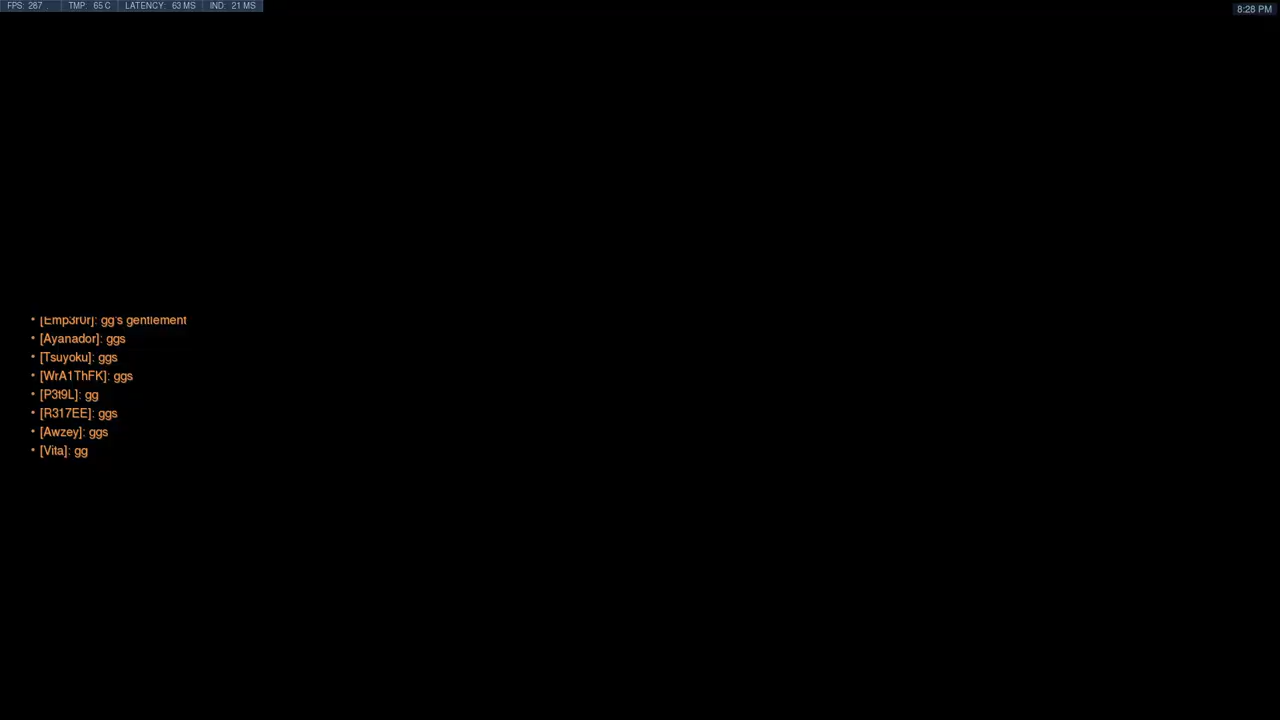 FPS: 287 TMP: 65 C LATENCY: 63 MS IND: 21 MS
8:28 PM
• [Emp3r0r]: gg's gentlement
• [Ayanador]: ggs
• [Tsuyoku]: ggs
• [WrA1ThFK]: ggs
• [P3t9L]: gg
• [R317EE]: ggs
• [Awzey]: ggs
• [Vita]: gg